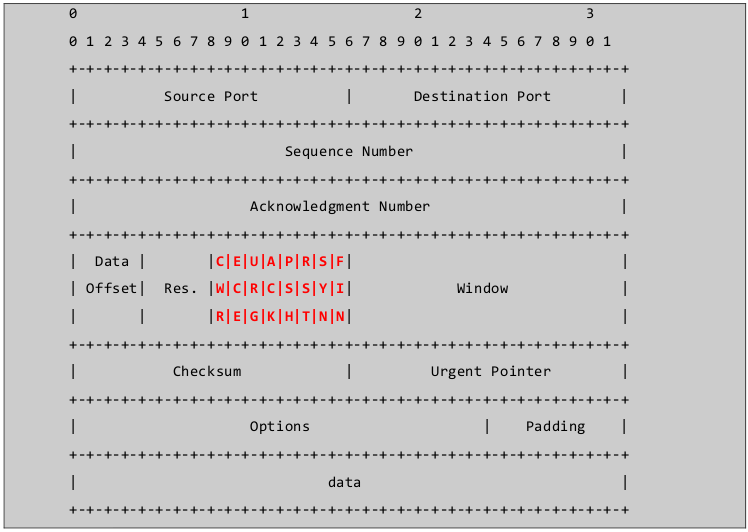 0                   1                   2                   3
0 1 2 3 4 5 6 7 8 9 0 1 2 3 4 5 6 7 8 9 0 1 2 3 4 5 6 7 8 9 0 1
+-+-+-+-+-+-+-+-+-+-+-+-+-+-+-+-+-+-+-+-+-+-+-+-+-+-+-+-+-+-+-+-+
|          Source Port          |       Destination Port        |
+-+-+-+-+-+-+-+-+-+-+-+-+-+-+-+-+-+-+-+-+-+-+-+-+-+-+-+-+-+-+-+-+
|                        Sequence Number                        |
+-+-+-+-+-+-+-+-+-+-+-+-+-+-+-+-+-+-+-+-+-+-+-+-+-+-+-+-+-+-+-+-+
|                    Acknowledgment Number                      |
+-+-+-+-+-+-+-+-+-+-+-+-+-+-+-+-+-+-+-+-+-+-+-+-+-+-+-+-+-+-+-+-+
|  Data |       |C|E|U|A|P|R|S|F|                               |
| Offset|  Res. |W|C|R|C|S|S|Y|I|            Window             |
|       |       |R|E|G|K|H|T|N|N|                               |
+-+-+-+-+-+-+-+-+-+-+-+-+-+-+-+-+-+-+-+-+-+-+-+-+-+-+-+-+-+-+-+-+
|           Checksum            |         Urgent Pointer        |
+-+-+-+-+-+-+-+-+-+-+-+-+-+-+-+-+-+-+-+-+-+-+-+-+-+-+-+-+-+-+-+-+
|                    Options                    |    Padding    |
+-+-+-+-+-+-+-+-+-+-+-+-+-+-+-+-+-+-+-+-+-+-+-+-+-+-+-+-+-+-+-+-+
|                             data                              |
+-+-+-+-+-+-+-+-+-+-+-+-+-+-+-+-+-+-+-+-+-+-+-+-+-+-+-+-+-+-+-+-+